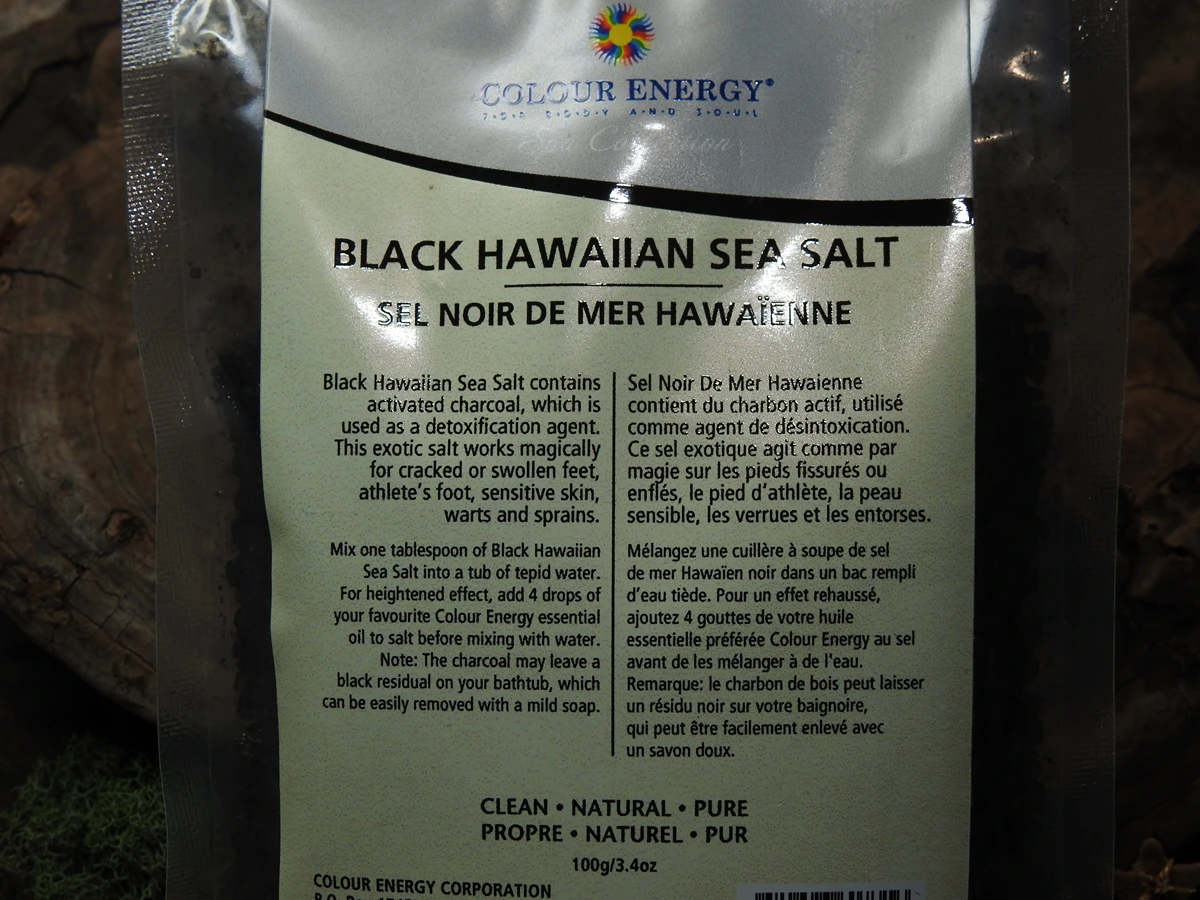 COLOUR ENERGY®
FOR BODY AND SOUL
Sea Collection
BLACK HAWAIIAN SEA SALT
SEL NOIR DE MER HAWAÏENNE
Black Hawaiian Sea Salt contains
activated charcoal, which is
used as a detoxification agent.
This exotic salt works magically
for cracked or swollen feet,
athlete's foot, sensitive skin,
warts and sprains.
Mix one tablespoon of Black Hawaiian
Sea Salt into a tub of tepid water.
For heightened effect, add 4 drops of
your favourite Colour Energy essential
oil to salt before mixing with water.
Note: The charcoal may leave a
black residual on your bathtub, which
can be easily removed with a mild soap.
Sel Noir De Mer Hawaienne
contient du charbon actif, utilisé
comme agent de désintoxication.
Ce sel exotique agit comme par
magie sur les pieds fissurés ou
enflés, le pied d'athlète, la peau
sensible, les verrues et les entorses.
Mélangez une cuillère à soupe de sel
de mer Hawaïen noir dans un bac rempli
d'eau tiède. Pour un effet rehaussé,
ajoutez 4 gouttes de votre huile
essentielle préférée Colour Energy au sel
avant de les mélanger à de l'eau.
Remarque: le charbon de bois peut laisser
un résidu noir sur votre baignoire,
qui peut être facilement enlevé avec
un savon doux.
CLEAN • NATURAL • PURE
PROPRE • NATUREL • PUR
100g/3.4oz
COLOUR ENERGY CORPORATION